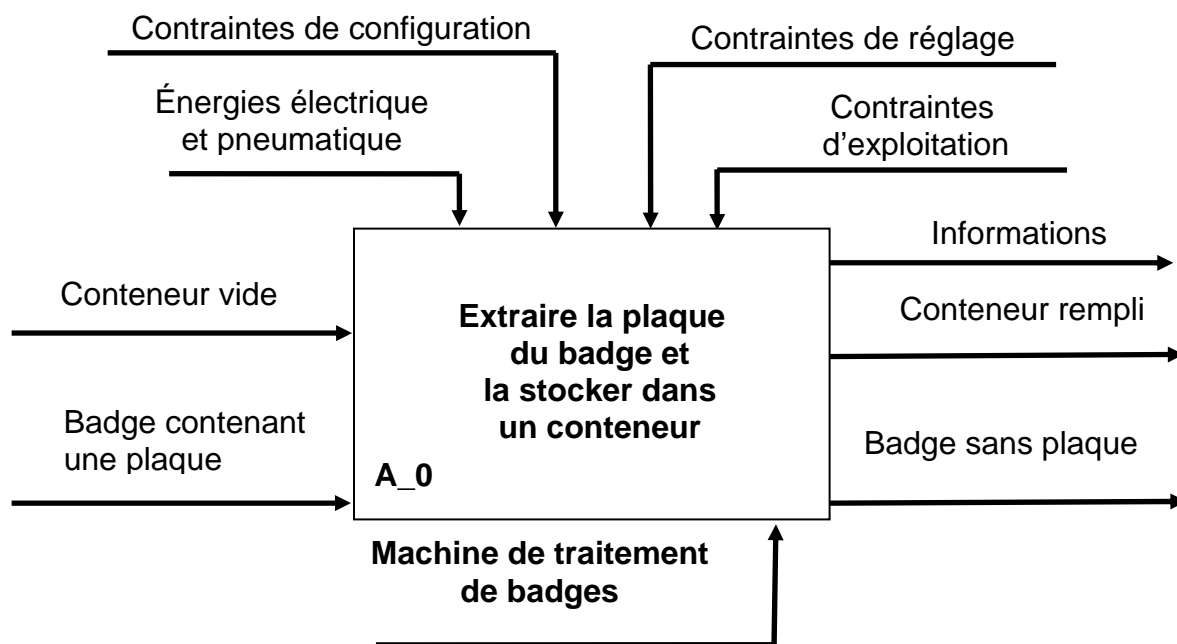 Contraintes de configuration
Contraintes de réglage
Énergies électrique
et pneumatique
Contraintes
d’exploitation
Informations
Conteneur vide
Conteneur rempli
Extraire la plaque
du badge et
la stocker dans
un conteneur
Badge contenant
une plaque
Badge sans plaque
A_0
Machine de traitement
de badges